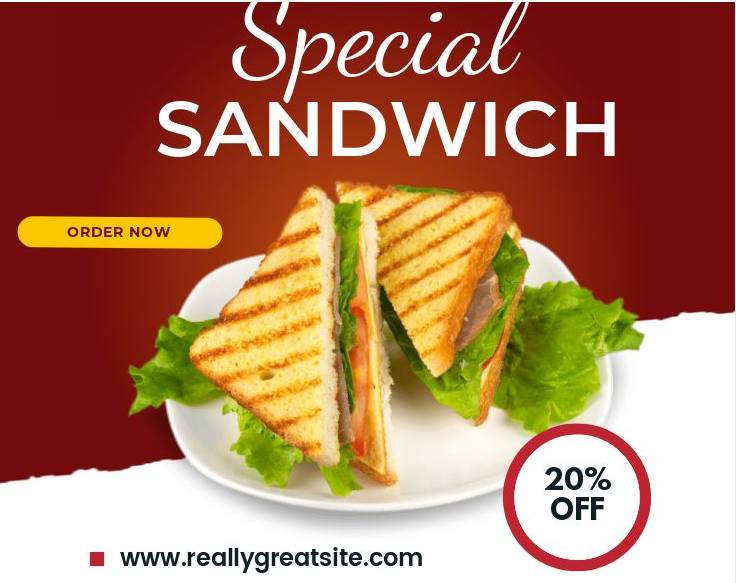 Special
SANDWICH
ORDER NOW
20%
OFF
www.reallygreatsite.com